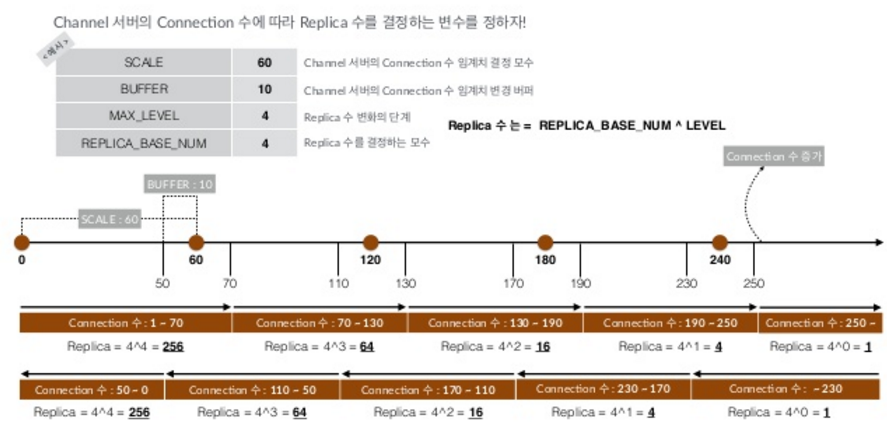 Channel 서버의 Connection 수에 따라 Replica 수를 결정하는 변수를 정하자!
<예시>
SCALE 60 Channel 서버의 Connection 수 임계치 결정 모수
BUFFER 10 Channel 서버의 Connection 수 임계치 변경 버퍼
MAX_LEVEL 4 Replica 수 변화의 단계
REPLICA_BASE_NUM 4 Replica 수를 결정하는 모수
Replica 수 는 = REPLICA_BASE_NUM ^ LEVEL
Connection 수 증가
BUFFER : 10
SCALE : 60
0 60 120 180 240
50 70 110 130 170 190 230 250
Connection 수 : 1 ~ 70 Connection 수 : 70 ~130 Connection 수 : 130 ~ 190 Connection 수 : 190 ~250 Connection 수 : 250 ~
Replica = 4^4 = 256 Replica = 4^3 = 64 Replica = 4^2 = 16 Replica = 4^1 = 4 Replica = 4^0 = 1
Connection 수 : 50 ~ 0 Connection 수 : 110 ~ 50 Connection 수 : 170 ~ 110 Connection 수 : 230 ~170 Connection 수 : ~230
Replica = 4^4 = 256 Replica = 4^3 = 64 Replica = 4^2 = 16 Replica = 4^1 = 4 Replica = 4^0 = 1